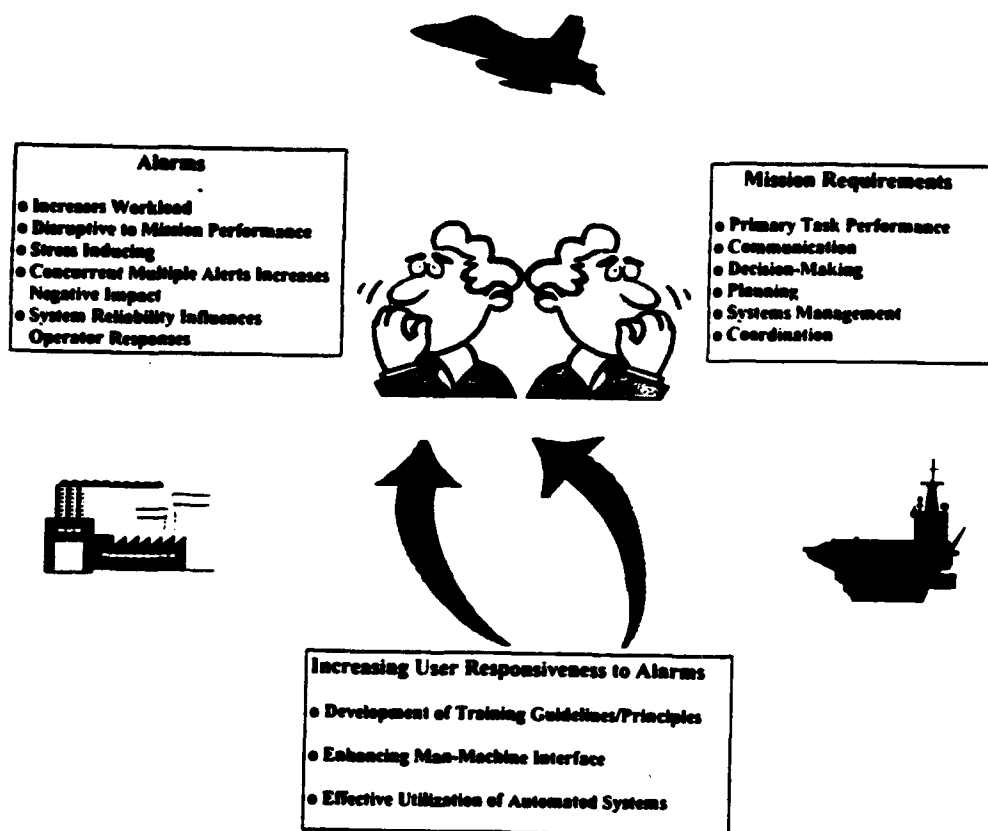 Alarms
• Increases Workload
• Disruptive to Mission Performance
• Stress Inducing
• Concurrent Multiple Alerts Increases
Negative Impact
• System Reliability Influences
Operator Responses
Mission Requirements
• Primary Task Performance
• Communication
• Decision-Making
• Planning
• Systems Management
• Coordination
Increasing User Responsiveness to Alarms
• Development of Training Guidelines/Principles
• Enhancing Man-Machine Interface
• Effective Utilization of Automated Systems